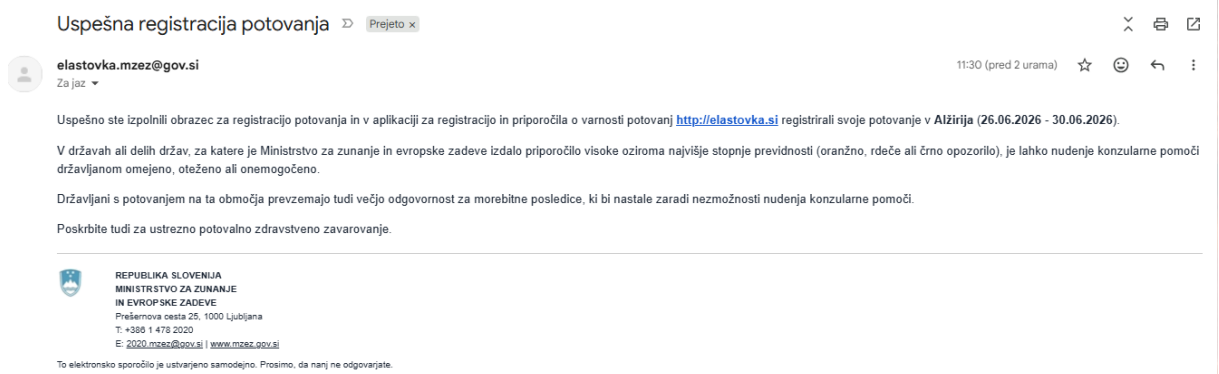 Uspešna registracija potovanja Prejeto ×
elastovka.mzez@gov.si 11:30 (pred 2 urama)
Za jaz
Uspešno ste izpolnili obrazec za registracijo potovanja in v aplikaciji za registracijo in priporočila o varnosti potovanj http://elastovka.si registrirali svoje potovanje v Alžirija (26.06.2026 - 30.06.2026).
V državah ali delih držav, za katere je Ministrstvo za zunanje in evropske zadeve izdalo priporočilo visoke oziroma najvišje stopnje previdnosti (oranžno, rdeče ali črno opozorilo), je lahko nudenje konzularne pomoči
državljanom omejeno, oteženo ali onemogočeno.
Državljani s potovanjem na ta območja prevzemajo tudi večjo odgovornost za morebitne posledice, ki bi nastale zaradi nezmožnosti nudenja konzularne pomoči.
Poskrbite tudi za ustrezno potovalno zdravstveno zavarovanje.
REPUBLIKA SLOVENIJA
MINISTRSTVO ZA ZUNANJE
IN EVROPSKE ZADEVE
Prešernova cesta 25, 1000 Ljubljana
T: +386 1 478 2020
E: 2020.mzez@gov.si | www.mzez.gov.si
To elektronsko sporočilo je ustvarjeno samodejno. Prosimo, da nanj ne odgovarjate.